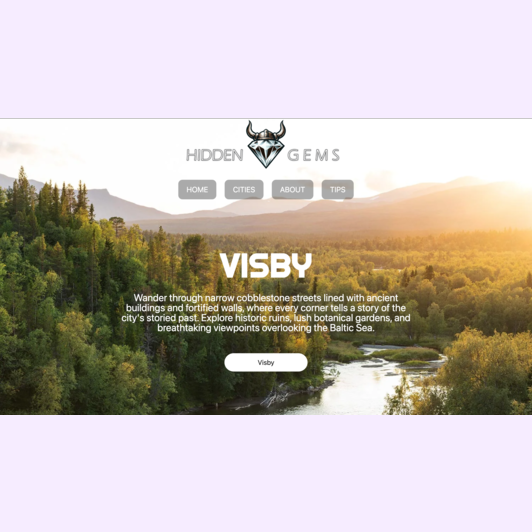 HIDDEN GEMS
HOME CITIES ABOUT TIPS
VISBY
Wander through narrow cobblestone streets lined with ancient
buildings and fortified walls, where every corner tells a story of the
city's storied past. Explore historic ruins, lush botanical gardens, and
breathtaking viewpoints overlooking the Baltic Sea.
Visby